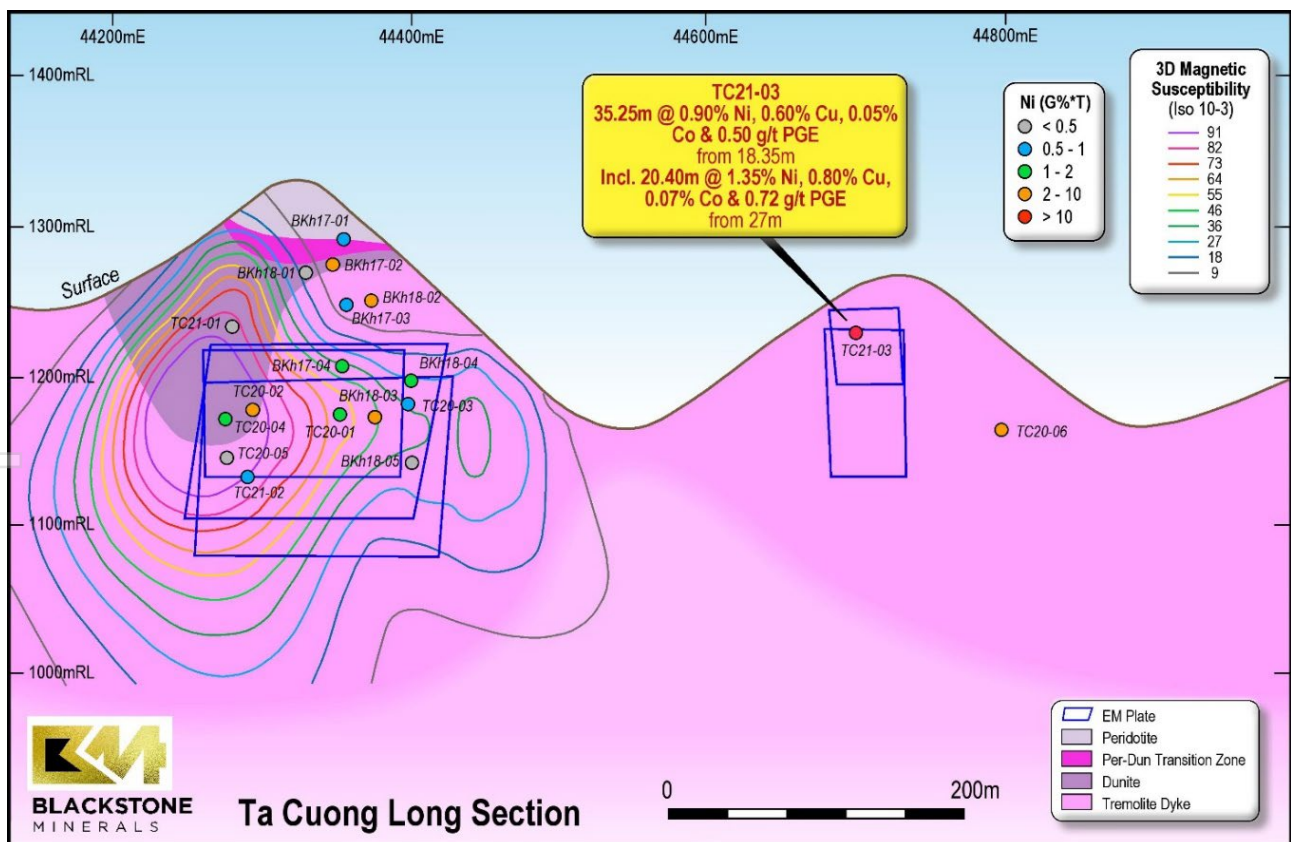 44200mE
44400mE
44600mE
44800mE
1400mRL
1300mRL
1200mRL
1100mRL
1000mRL
Surface
TC21-03
35.25m @ 0.90% Ni, 0.60% Cu, 0.05%
Co & 0.50 g/t PGE
from 18.35m
Incl. 20.40m @ 1.35% Ni, 0.80% Cu,
0.07% Co & 0.72 g/t PGE
from 27m
Ni (G%*T)
< 0.5
0.5 - 1
1 - 2
2 - 10
> 10
3D Magnetic
Susceptibility
(Iso 10-3)
91
82
73
64
55
46
36
27
18
9
BKh17-01
BKh18-01
BKh17-02
BKh18-02
BKh17-03
TC21-01
BKh17-04
BKh18-04
TC20-02
BKh18-03
TC20-03
TC20-04
TC20-01
TC20-05
BKh18-05
TC21-02
TC21-03
TC20-06
EM Plate
Peridotite
Per-Dun Transition Zone
Dunite
Tremolite Dyke
BLACKSTONE
MINERALS
Ta Cuong Long Section
0
200m